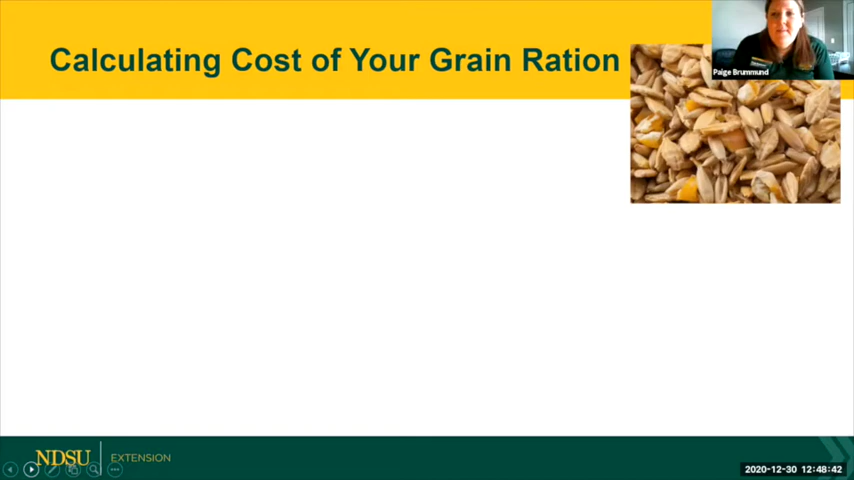 Calculating Cost of Your Grain Ration
Paige Brummund
NDSU EXTENSION
2020-12-30 12:48:42